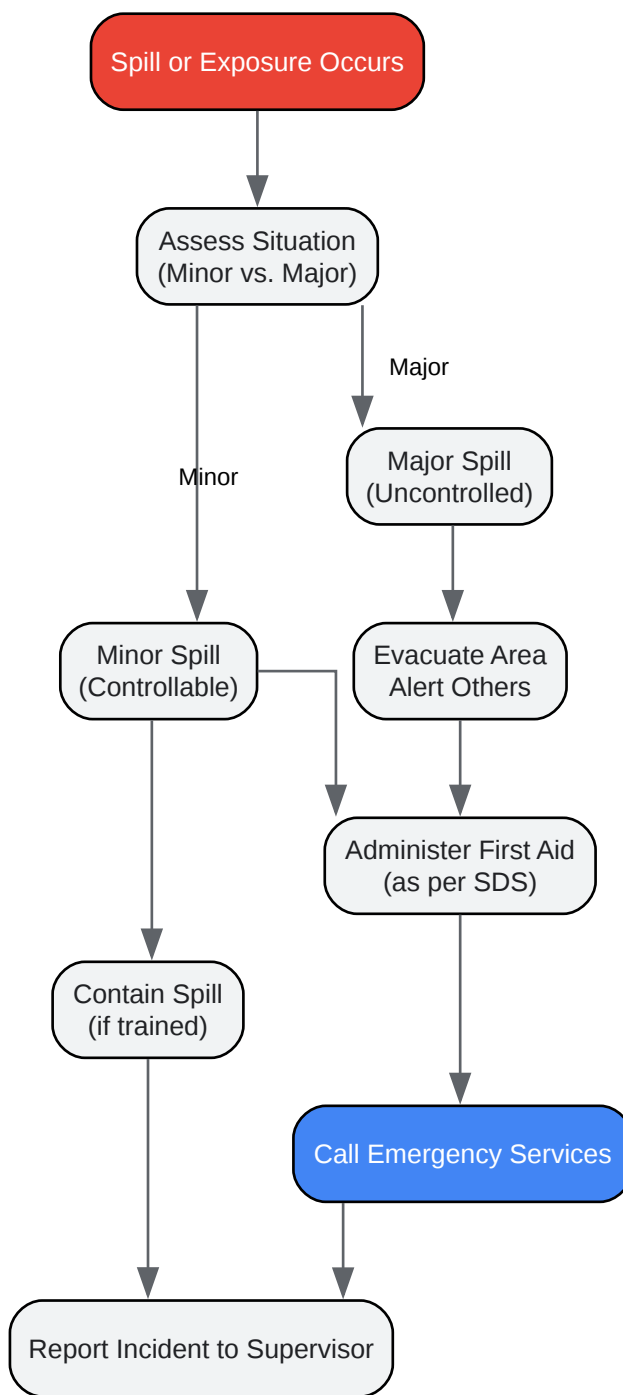 Spill or Exposure Occurs
Assess Situation
(Minor vs. Major)
Major
Minor
Major Spill
(Uncontrolled)
Minor Spill
(Controllable)
Evacuate Area
Alert Others
Administer First Aid
(as per SDS)
Contain Spill
(if trained)
Call Emergency Services
Report Incident to Supervisor